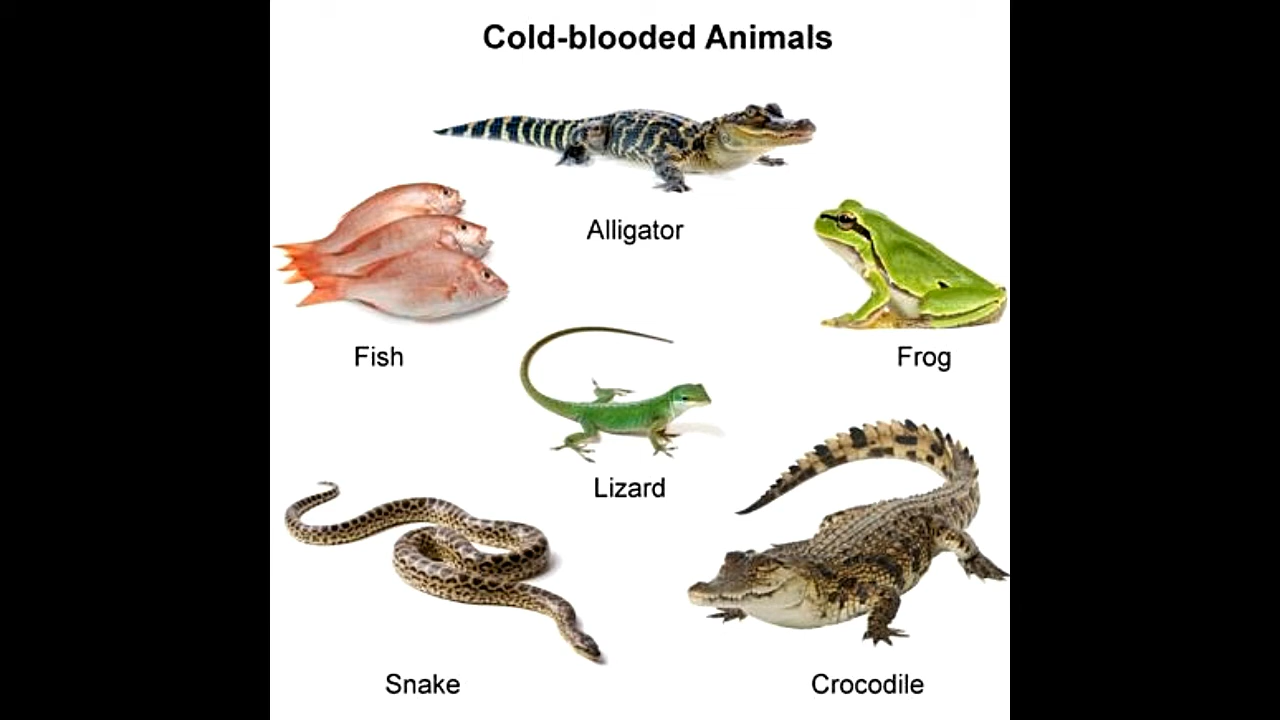 Cold-blooded Animals
Alligator
Fish
Frog
Lizard
Snake
Crocodile